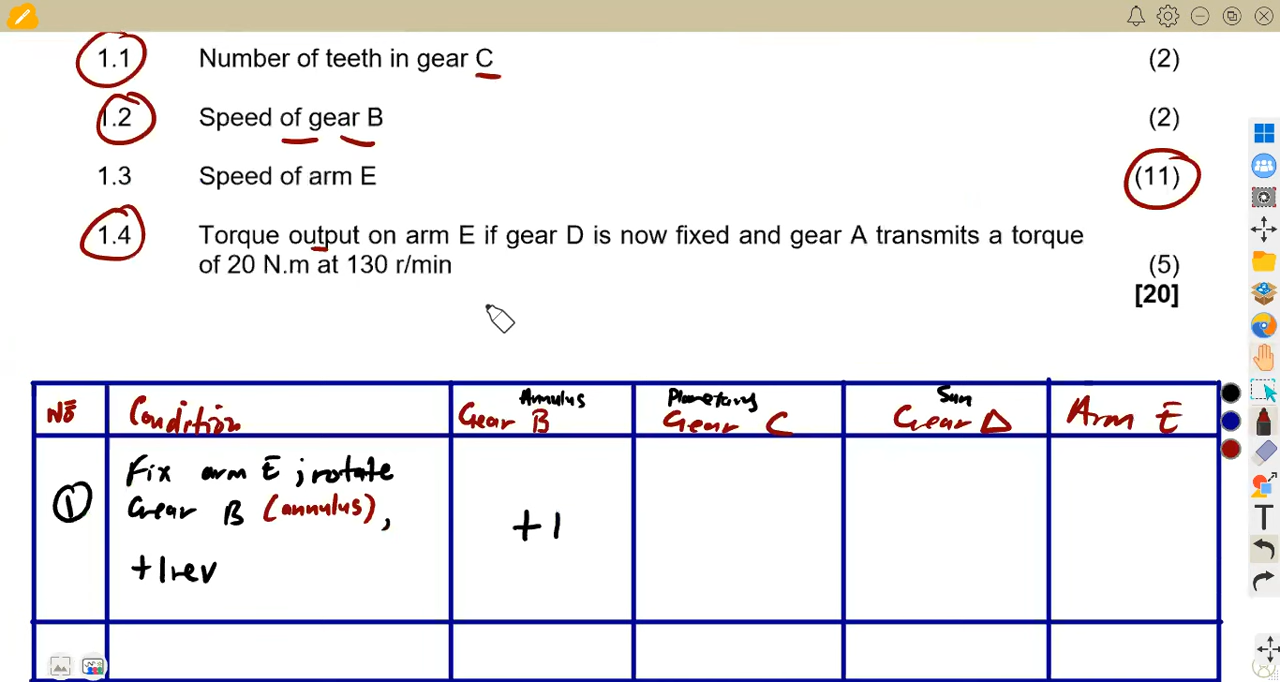 1.1 Number of teeth in gear C (2)
1.2 Speed of gear B (2)
1.3 Speed of arm E (11)
1.4 Torque output on arm E if gear D is now fixed and gear A transmits a torque
of 20 N.m at 130 r/min (5)
[20]
NO Condition Annulus Gear B Planetary Gear C Sun Gear D Arm E
1 Fix arm E ; rotate
Gear B (annulus),
+1rev
+1
T